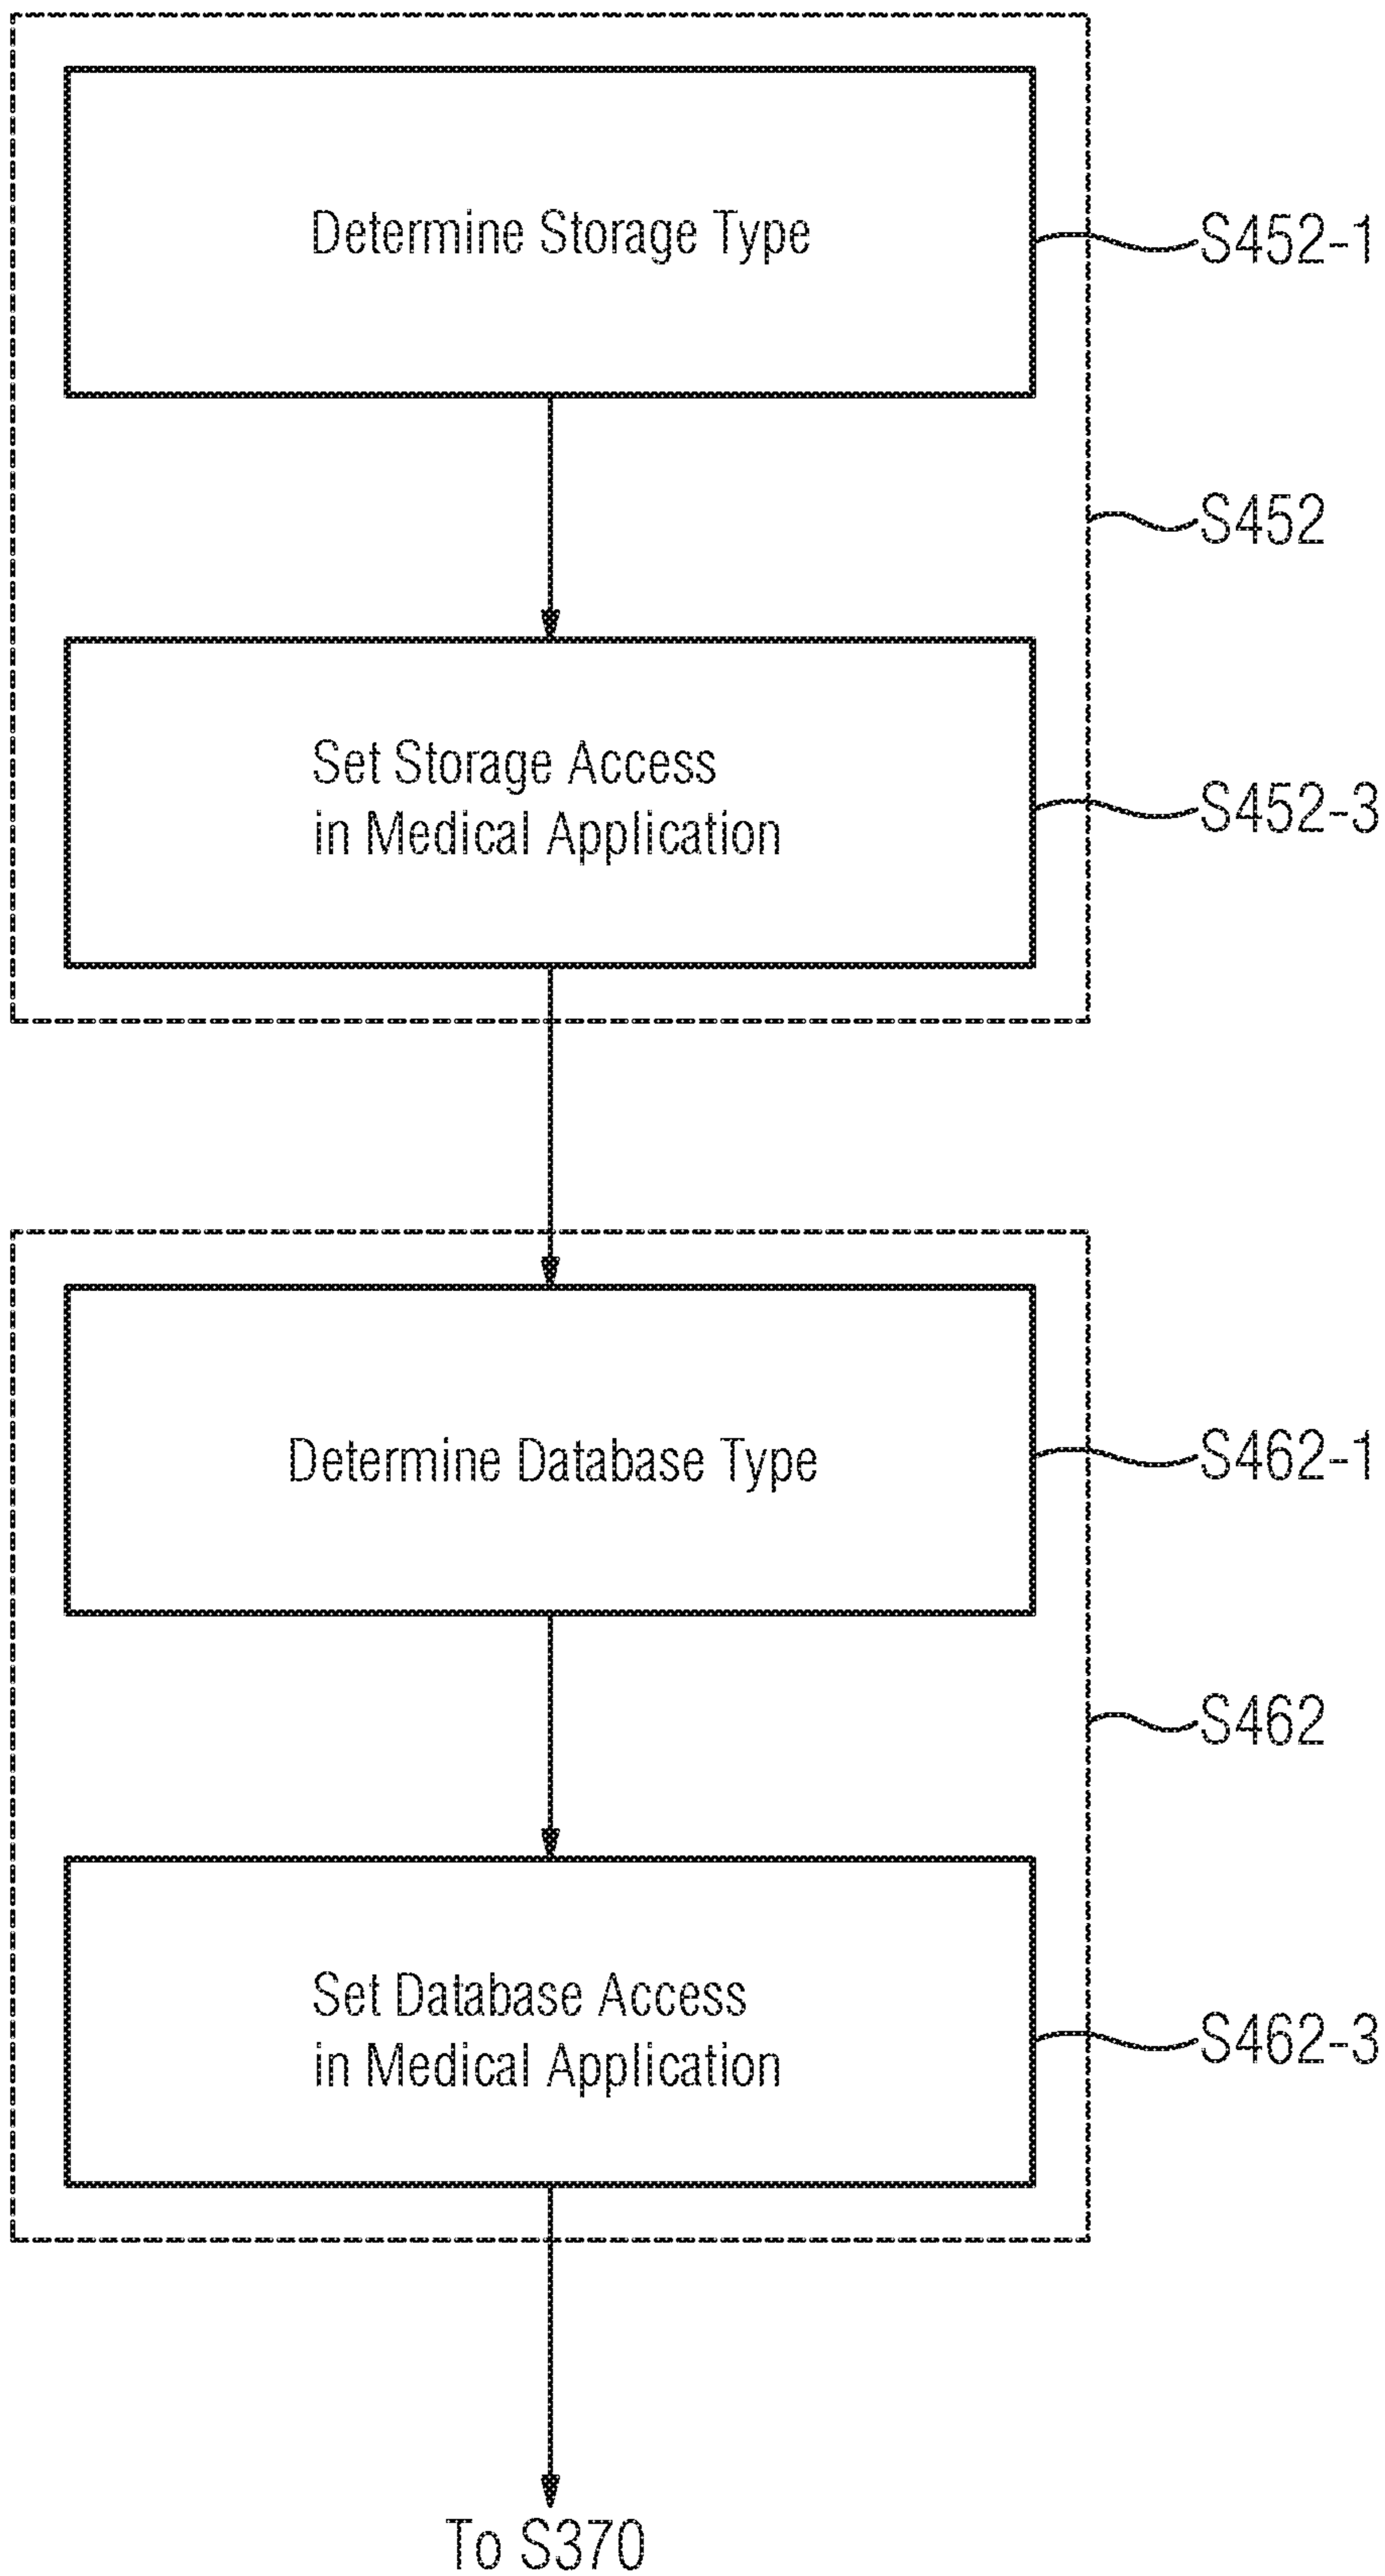 Determine Storage Type
S452-1
S452
Set Storage Access
in Medical Application
S452-3
Determine Database Type
S462-1
S462
Set Database Access
in Medical Application
S462-3
To S370